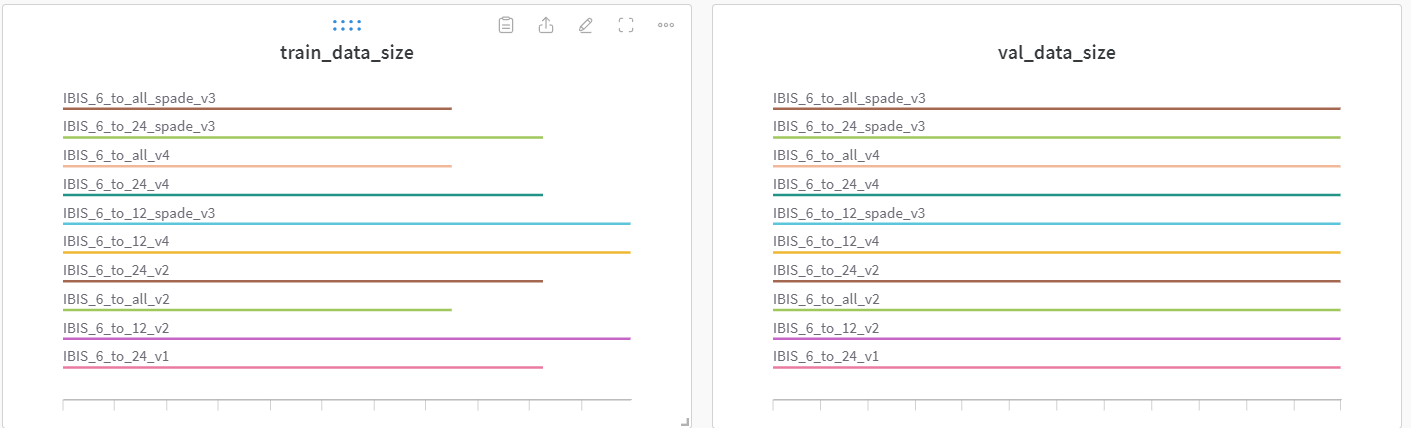 train_data_size
IBIS_6_to_all_spade_v3
IBIS_6_to_24_spade_v3
IBIS_6_to_all_v4
IBIS_6_to_24_v4
IBIS_6_to_12_spade_v3
IBIS_6_to_12_v4
IBIS_6_to_24_v2
IBIS_6_to_all_v2
IBIS_6_to_12_v2
IBIS_6_to_24_v1
val_data_size
IBIS_6_to_all_spade_v3
IBIS_6_to_24_spade_v3
IBIS_6_to_all_v4
IBIS_6_to_24_v4
IBIS_6_to_12_spade_v3
IBIS_6_to_12_v4
IBIS_6_to_24_v2
IBIS_6_to_all_v2
IBIS_6_to_12_v2
IBIS_6_to_24_v1